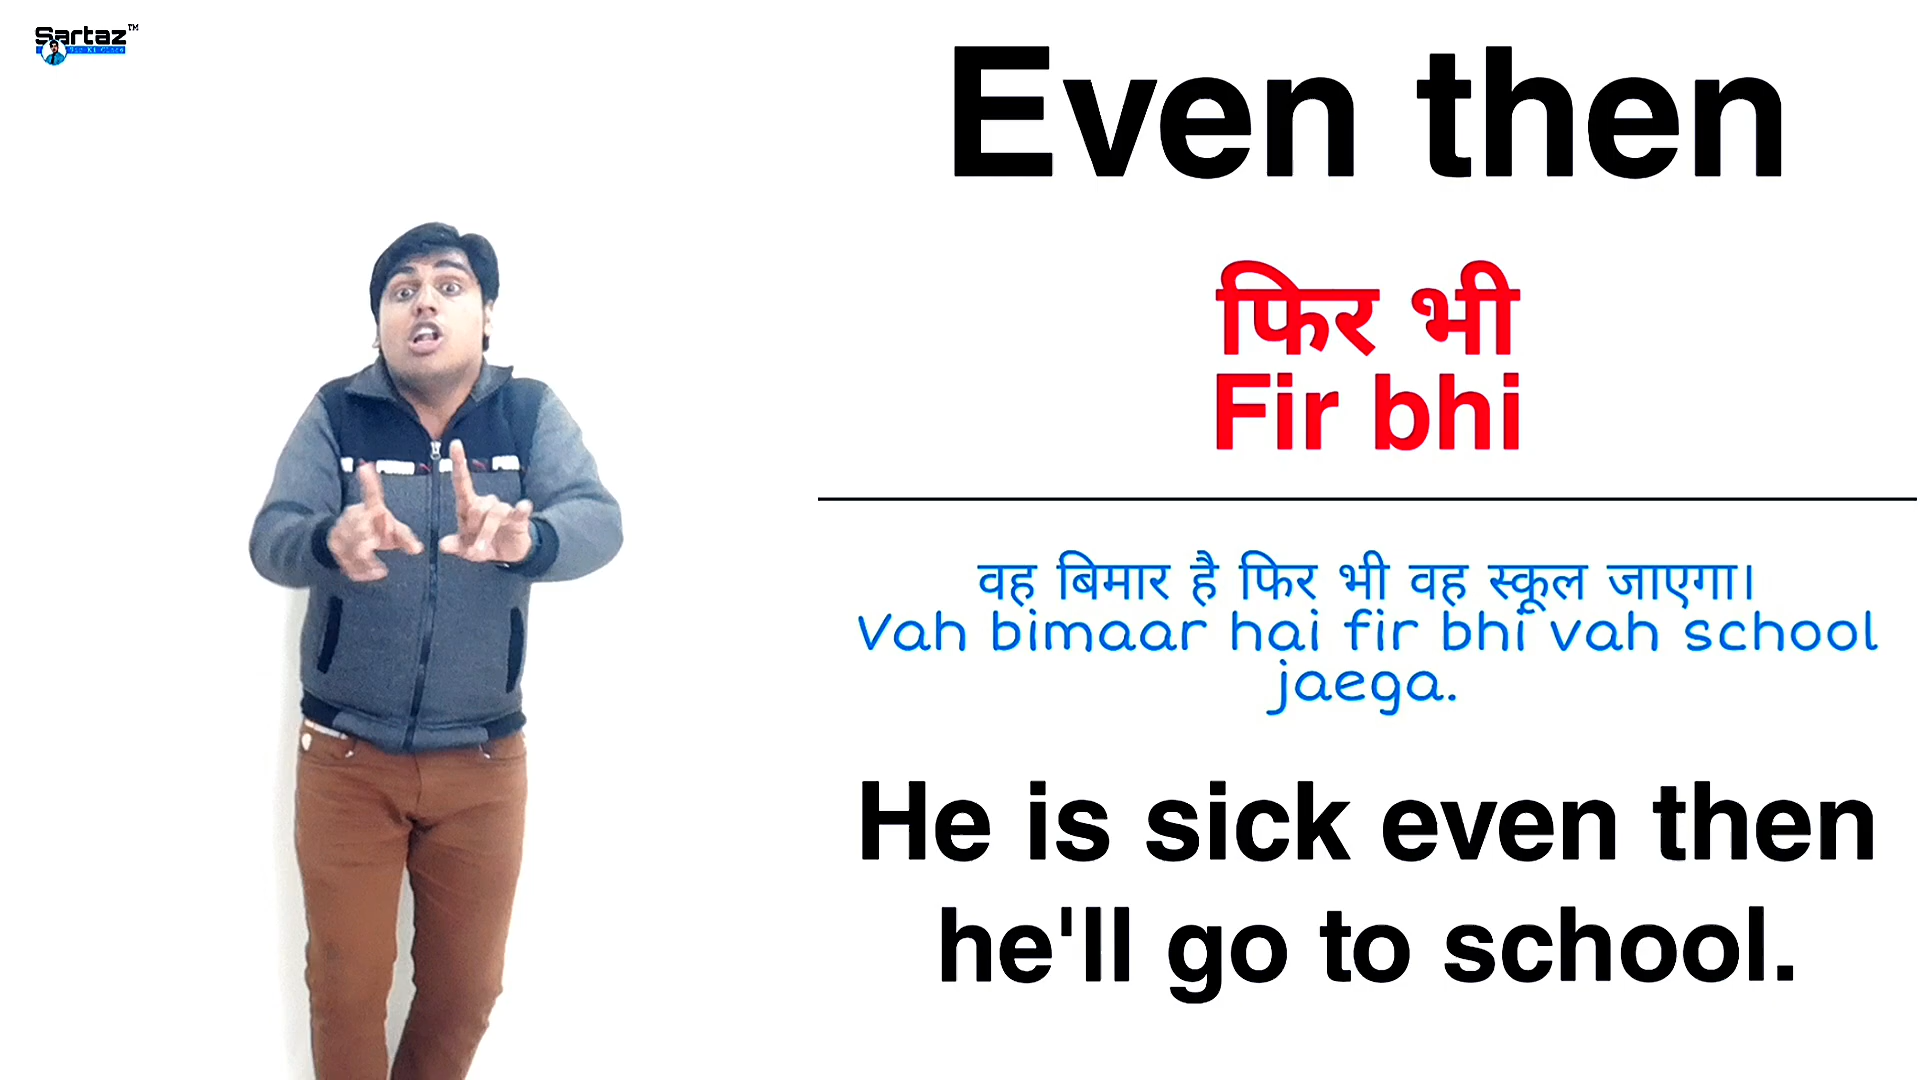 Sartaz™
Even then
फिर भी
Fir bhi
वह बिमार है फिर भी वह स्कूल जाएगा।
Vah bimaar hai fir bhi vah school
jaega.
He is sick even then
he'll go to school.